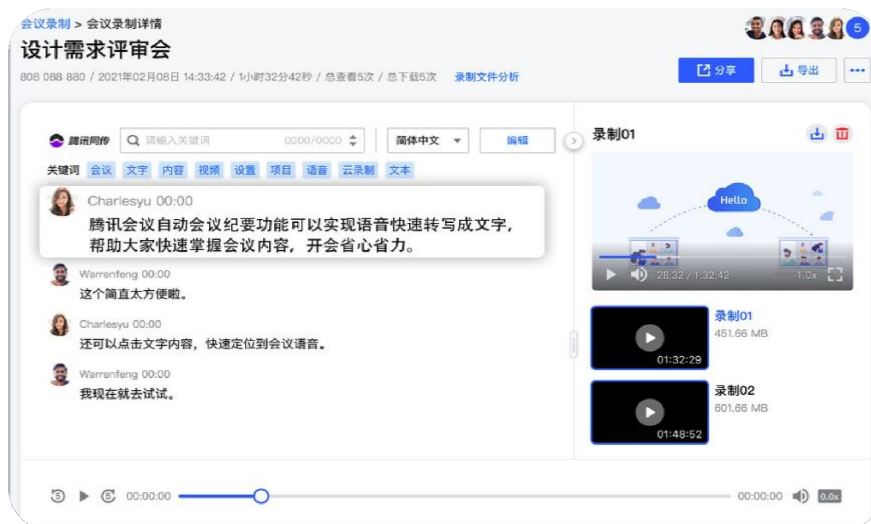 会议录制 > 会议录制详情
设计需求评审会
5
808 088 880 / 2021年02月08日 14:33:42 / 1小时32分42秒 / 总查看5次 / 总下载5次 录制文件分析
分享
导出
腾讯同传
请输入关键词 0000/0000
简体中文
编辑
关键词 会议 文字 内容 视频 设置 项目 语音 云录制 文本
Charlesyu 00:00
腾讯会议自动会议纪要功能可以实现语音快速转写成文字，
帮助大家快速掌握会议内容，开会省心省力。
Warrenfeng 00:00
这个简直太方便啦。
Charlesyu 00:00
还可以点击文字内容，快速定位到会议语音。
Warrenfeng 00:00
我现在就去试试。
录制01
Hello
28:32 / 1:32:42 1.0x
录制01
451.66 MB
01:32:29
录制02
601.66 MB
01:48:52
5 5 00:00:00 00:00:00 0.0x